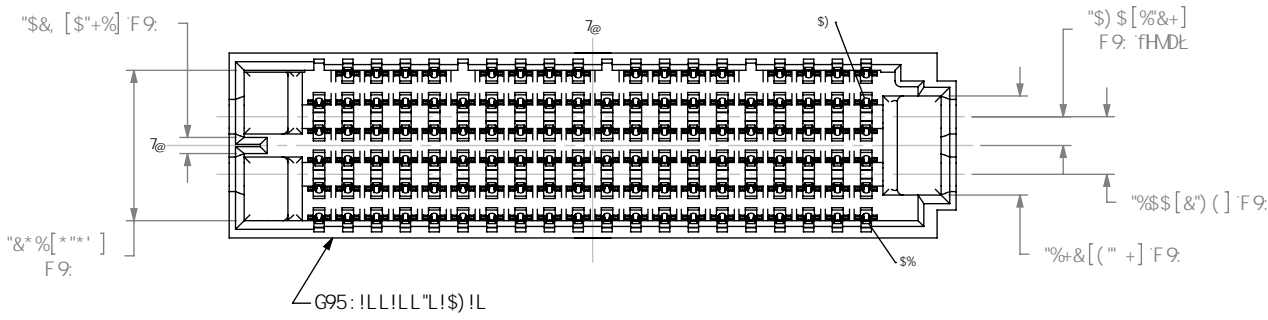 "$&, [$"+%] 'F9:
7@
$)
"$) $ [%"&+]
F9: 'fHMDŁ
7@
"&*%[*"*' ]
F9:
"%$$ [&")( ] 'F9:
"%+&[("' +] 'F9:
$%
G95: !LL!LL"L!$) !L